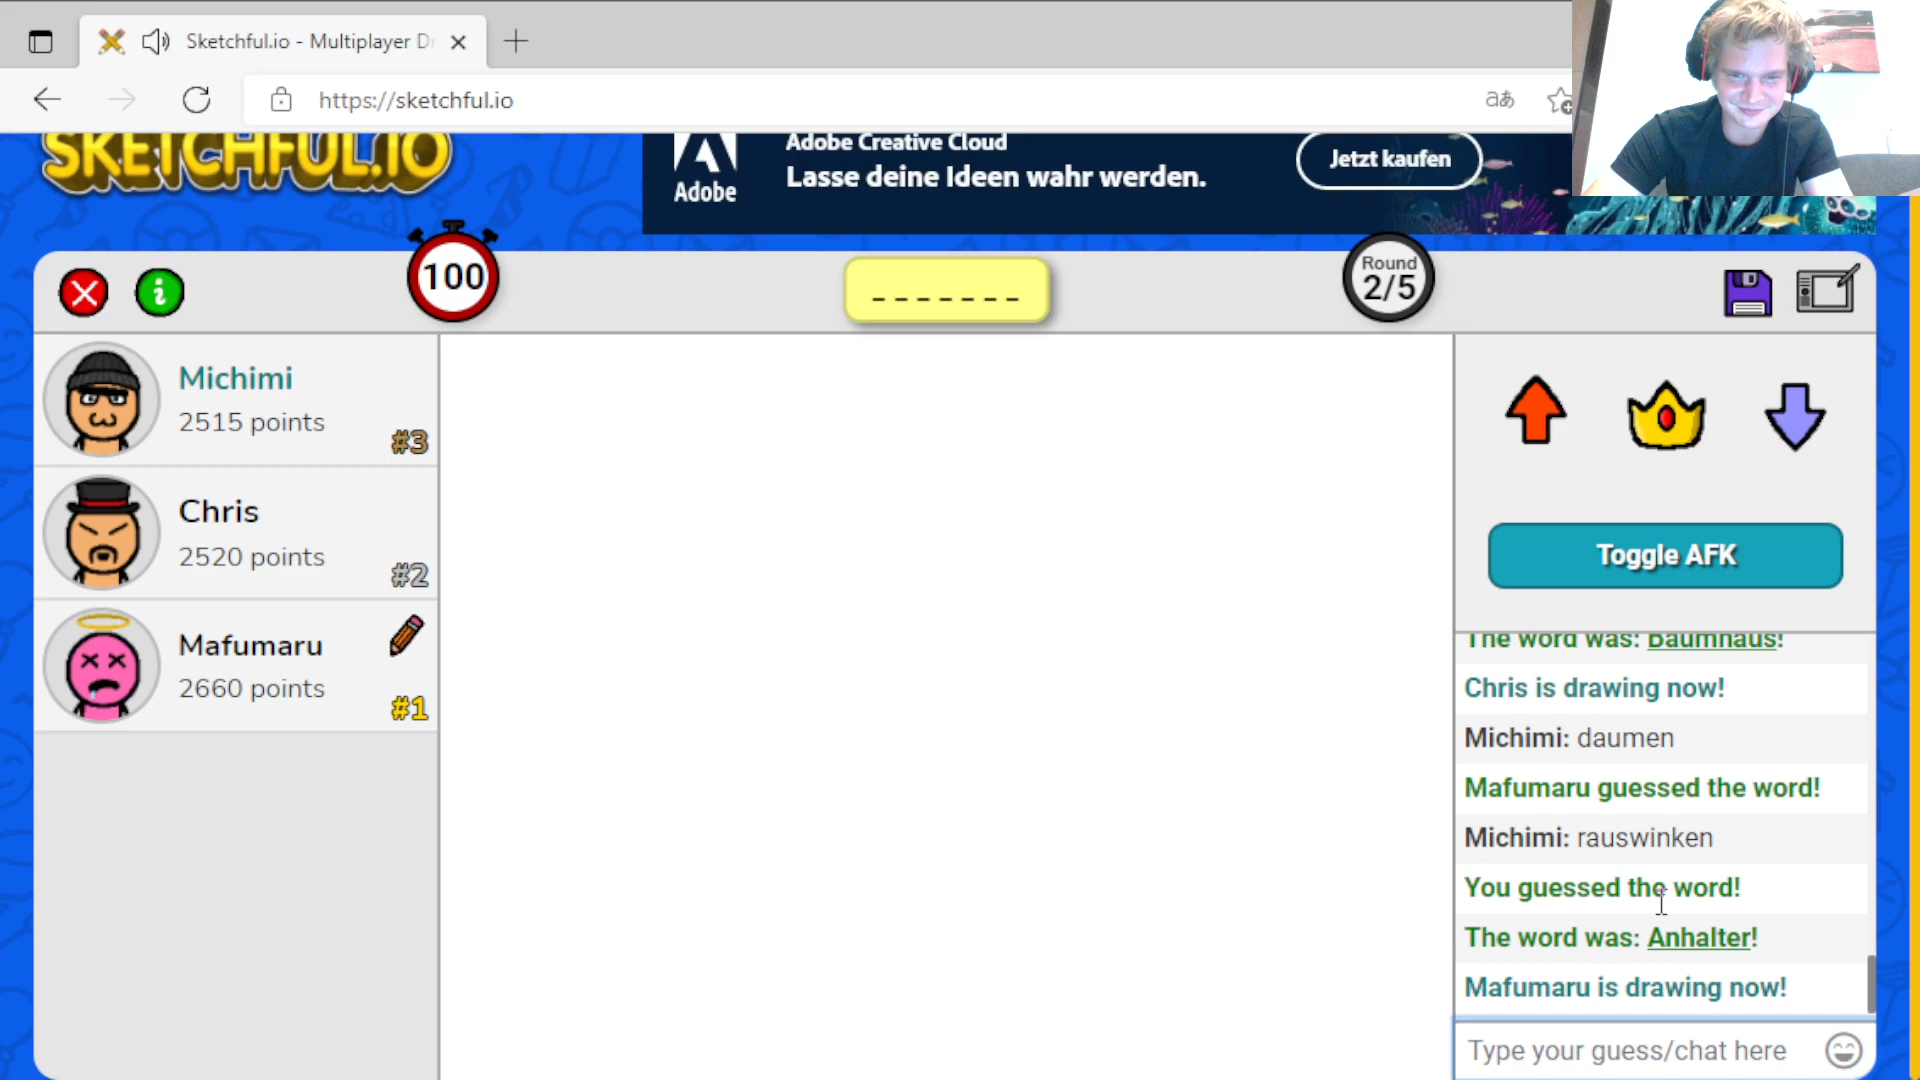 Sketchful.io - Multiplayer Dr
https://sketchful.io
aあ
SKETCHFUL.IO
Adobe
Adobe Creative Cloud
Lasse deine Ideen wahr werden.
Jetzt kaufen
100
_ _ _ _ _ _ _
Round
2/5
Michimi
2515 points
#3
Chris
2520 points
#2
Mafumaru
2660 points
#1
Toggle AFK
The word was: Baumhaus!
Chris is drawing now!
Michimi: daumen
Mafumaru guessed the word!
Michimi: rauswinken
You guessed the word!
The word was: Anhalter!
Mafumaru is drawing now!
Type your guess/chat here